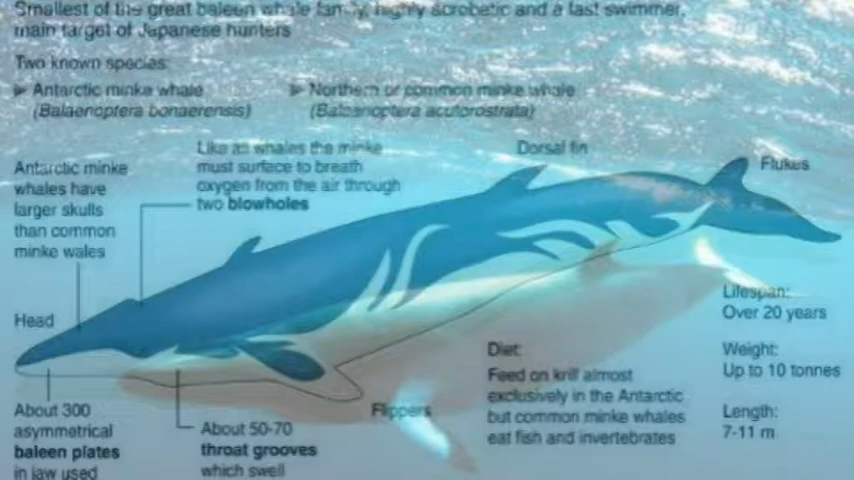 Smallest of the great baleen whale family, highly acrobatic and a fast swimmer,
main target of Japanese hunters
Two known species:
Antarctic minke whale
(Balaenoptera bonaerensis)
Northern or common minke whale
(Balaenoptera acutorostrata)
Antarctic minke
whales have
larger skulls
than common
minke wales
Like as whales the minke
must surface to breath
oxygen from the air through
two blowholes
Dorsal fin
Flukes
Head
About 300
asymmetrical
baleen plates
in jaw used
About 50-70
throat grooves
which swell
Flippers
Diet:
Feed on krill almost
exclusively in the Antarctic
but common minke whales
eat fish and invertebrates
Lifespan:
Over 20 years
Weight:
Up to 10 tonnes
Length:
7-11 m